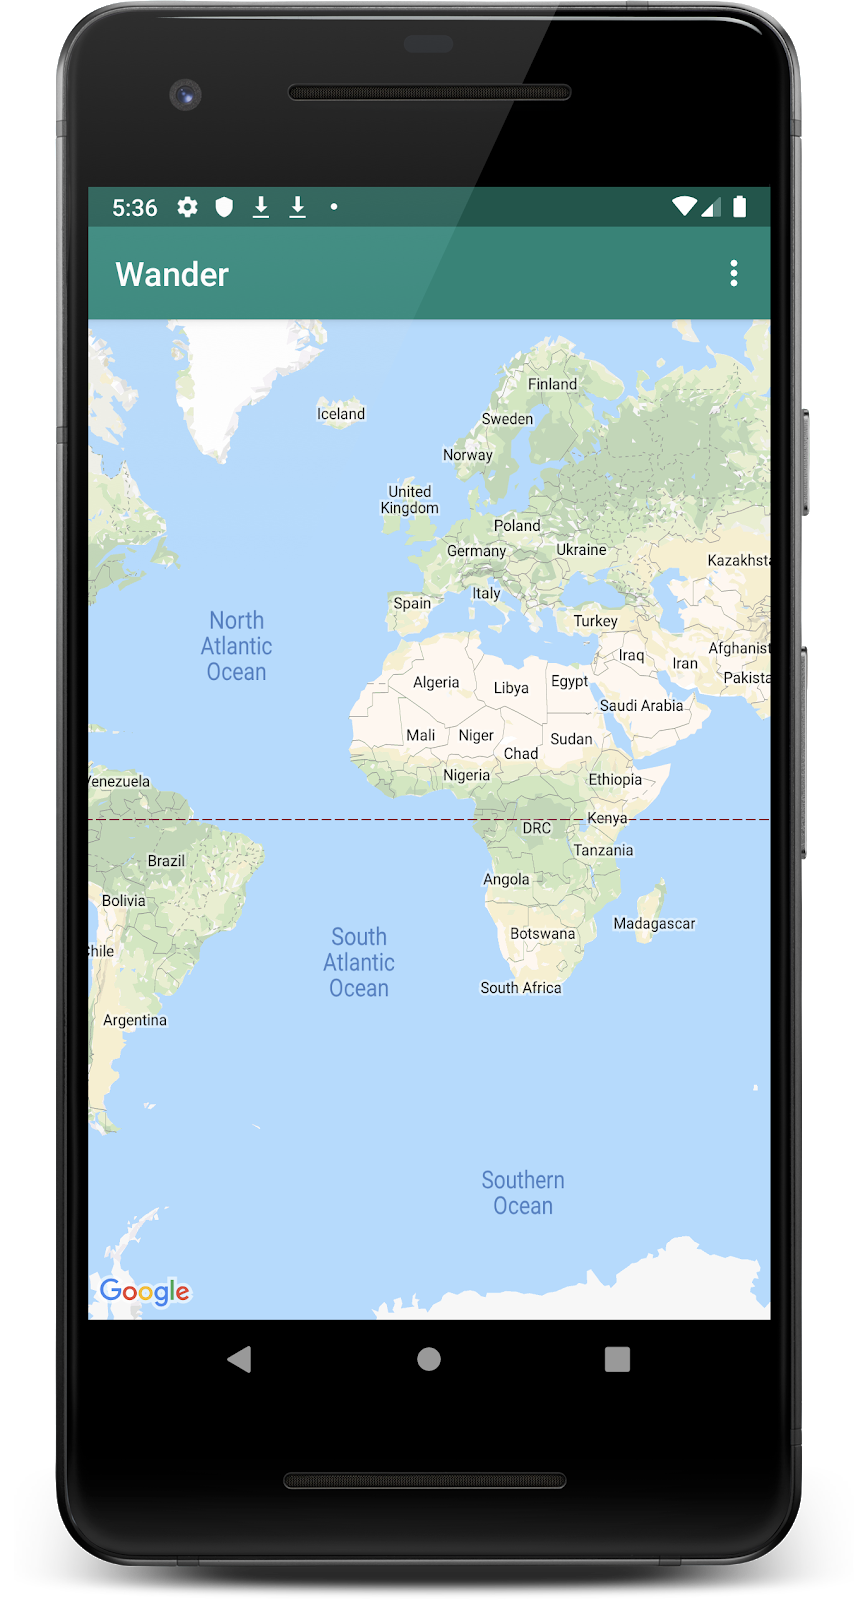 5:36
Wander
Finland
Iceland
Sweden
Norway
United
Kingdom
Poland
Germany
Ukraine
Kazakhsta
Italy
Spain
Turkey
North
Atlantic
Ocean
Iraq
Iran
Afghanist
Pakista
Algeria
Libya
Egypt
Saudi Arabia
Mali
Niger
Chad
Sudan
Nigeria
Ethiopia
Venezuela
Kenya
DRC
Tanzania
Brazil
Angola
Bolivia
Madagascar
Botswana
South
Atlantic
Ocean
Chile
South Africa
Argentina
Southern
Ocean
Google